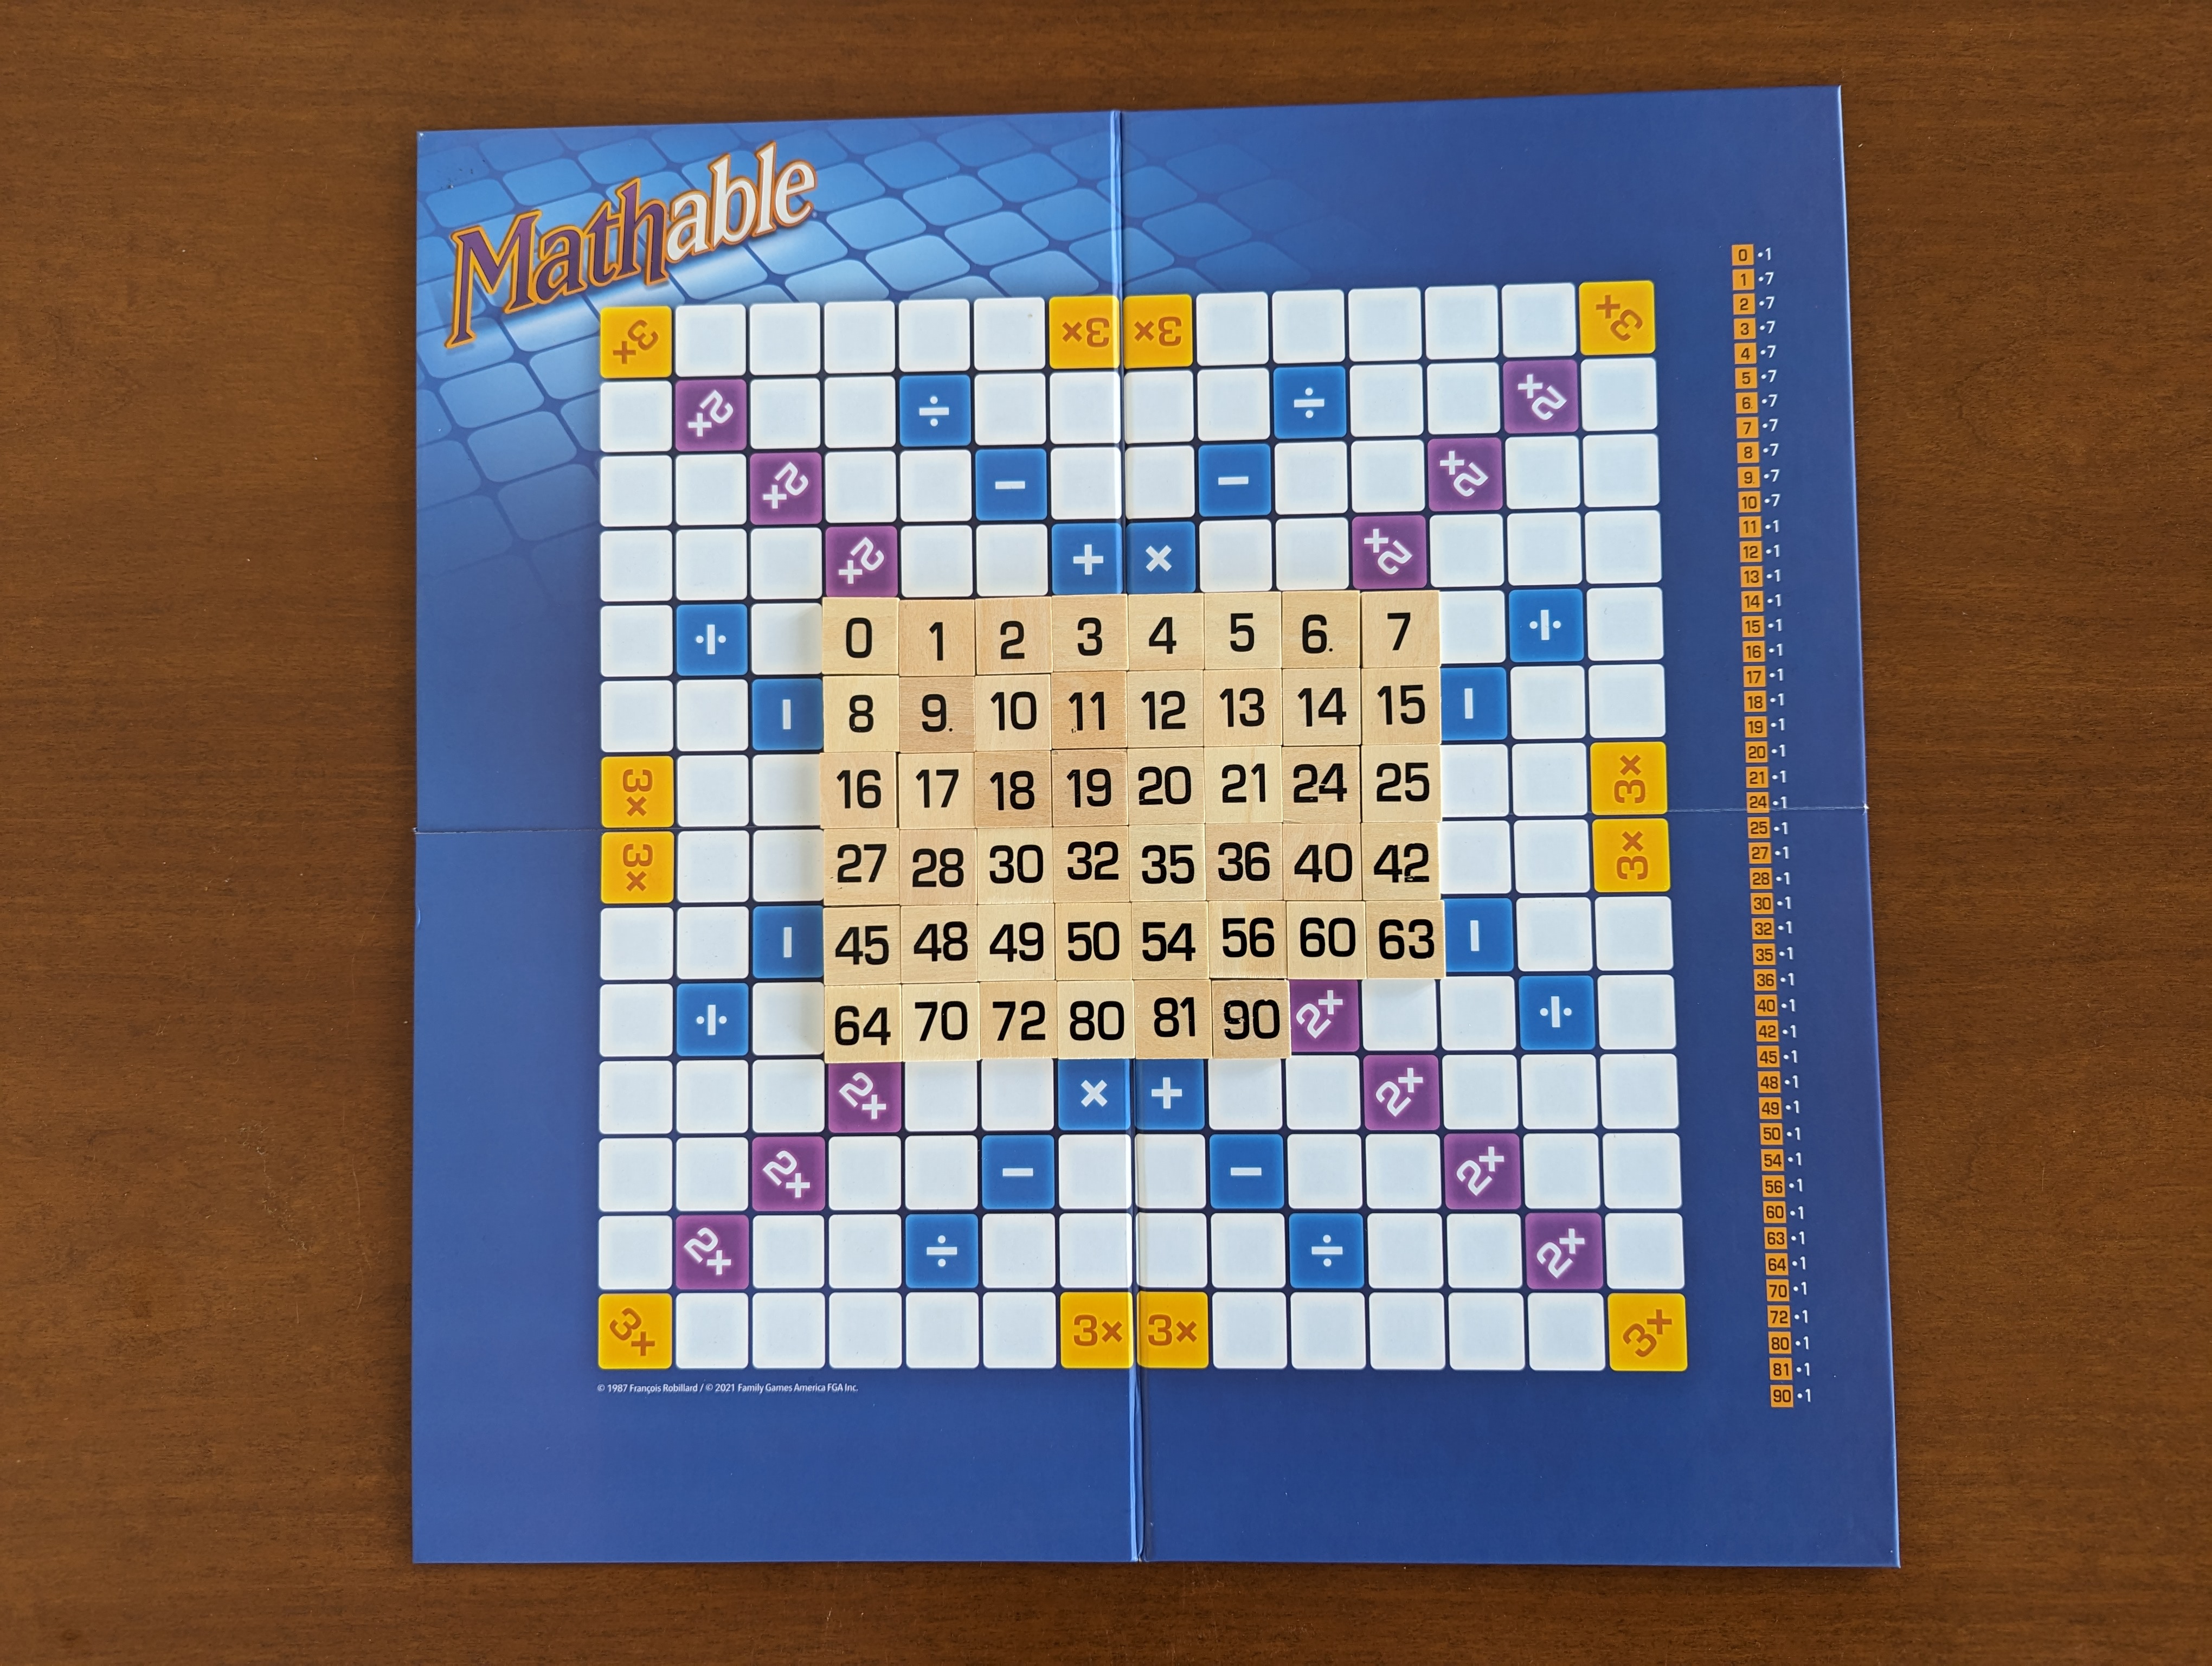 Mathable
3+ 3× 3× 3+
2+ ÷ ÷ 2+
2+ − − 2+
2+ + × 2+
÷ 0 1 2 3 4 5 6. 7 ÷
− 8 9. 10 11 12 13 14 15 −
3× 16 17 18 19 20 21 24 25 3×
3× 27 28 30 32 35 36 40 42 3×
− 45 48 49 50 54 56 60 63 −
÷ 64 70 72 80 81 90 2+ ÷
2+ × + 2+
2+ − − 2+
2+ ÷ ÷ 2+
3+ 3× 3× 3+
© 1987 François Robillard / © 2021 Family Games America FGA Inc.
0 •1
1 •7
2 •7
3 •7
4 •7
5 •7
6. •7
7 •7
8 •7
9. •7
10 •7
11 •1
12 •1
13 •1
14 •1
15 •1
16 •1
17 •1
18 •1
19 •1
20 •1
21 •1
24 •1
25 •1
27 •1
28 •1
30 •1
32 •1
35 •1
36 •1
40 •1
42 •1
45 •1
48 •1
49 •1
50 •1
54 •1
56 •1
60 •1
63 •1
64 •1
70 •1
72 •1
80 •1
81 •1
90 •1